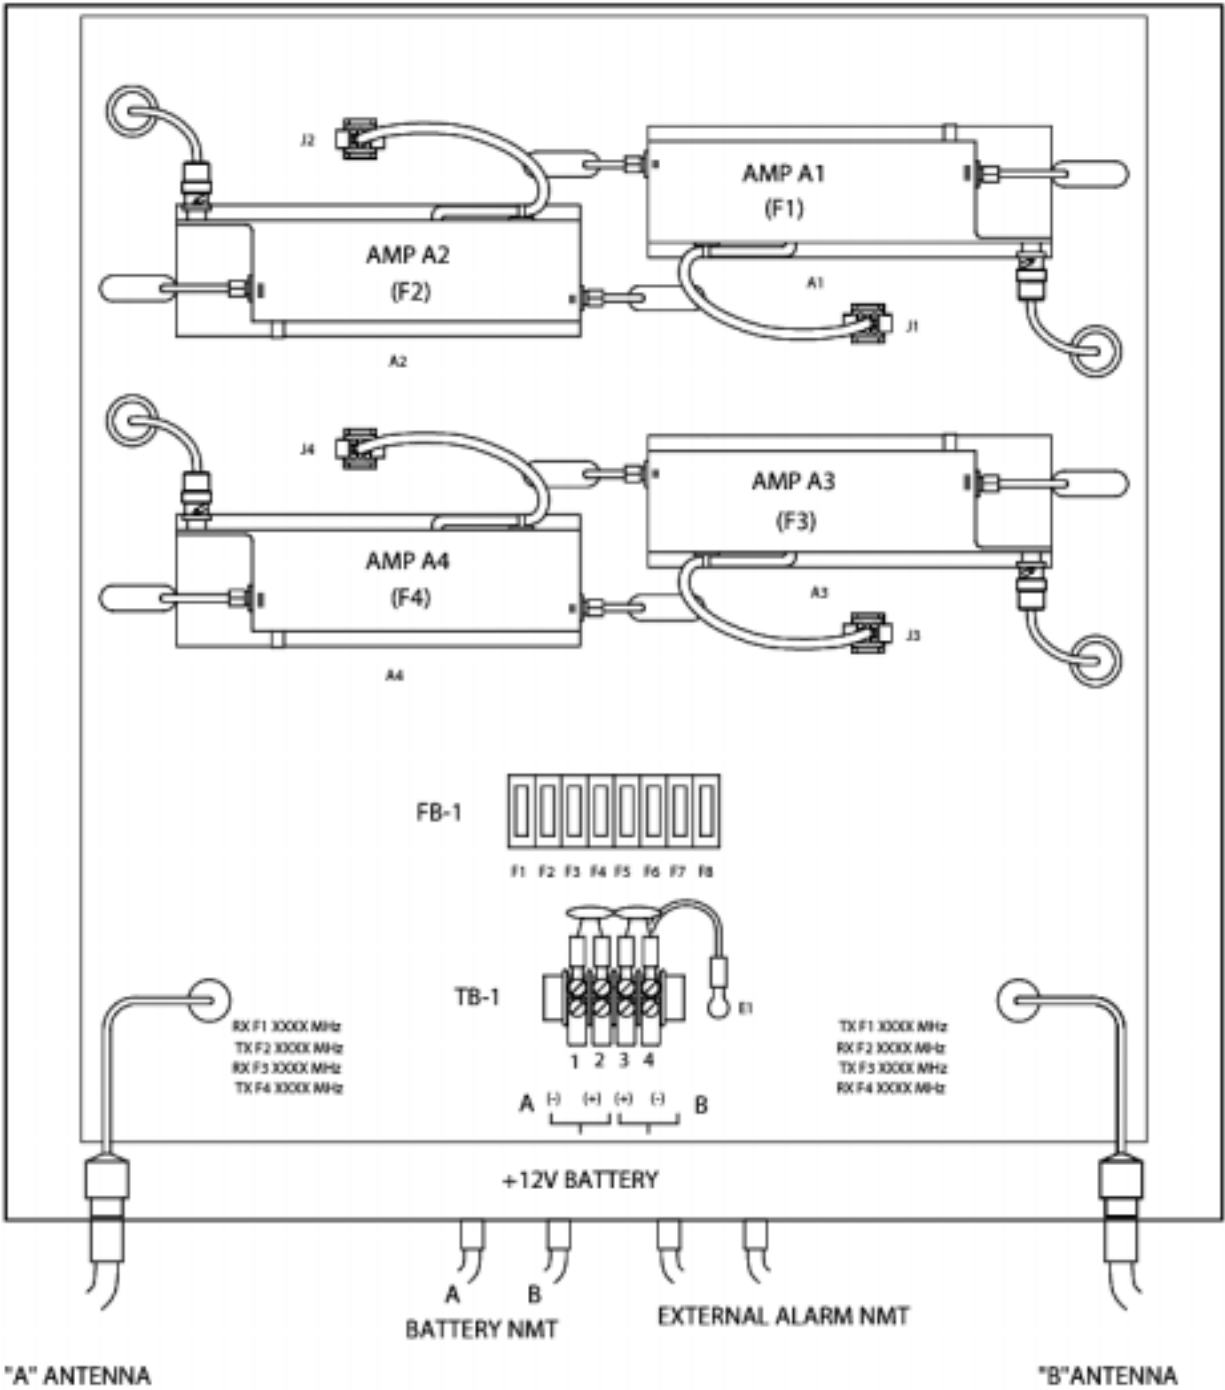 J2
AMP A1
(F1)
AMP A2
(F2)
A1
J1
A2
J4
AMP A3
(F3)
AMP A4
(F4)
A3
J3
A4
FB-1
F1 F2 F3 F4 F5 F6 F7 F8
TB-1
E1
RX F1 XXXX MHz
TX F2 XXXX MHz
RX F3 XXXX MHz
TX F4 XXXX MHz
TX F1 XXXX MHz
RX F2 XXXX MHz
TX F3 XXXX MHz
RX F4 XXXX MHz
1 2 3 4
A (-) (+) (+) (-) B
+12V BATTERY
A B
BATTERY NMT
EXTERNAL ALARM NMT
"A" ANTENNA
"B"ANTENNA